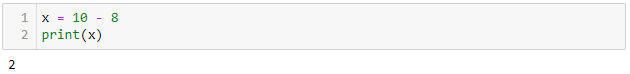 1 x = 10 - 8
2 print(x)
2